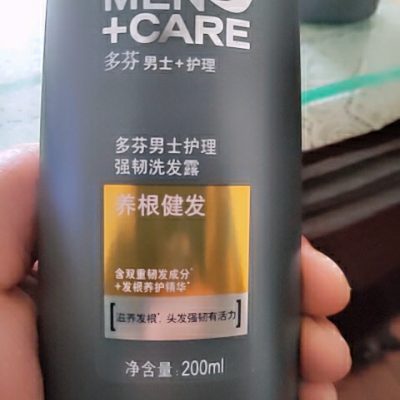 MEN
+CARE
多芬 男士+护理
多芬男士护理
强韧洗发露
养根健发
含双重韧发成分*
+发根养护精华*
滋养发根*，头发强韧有活力
净含量: 200ml